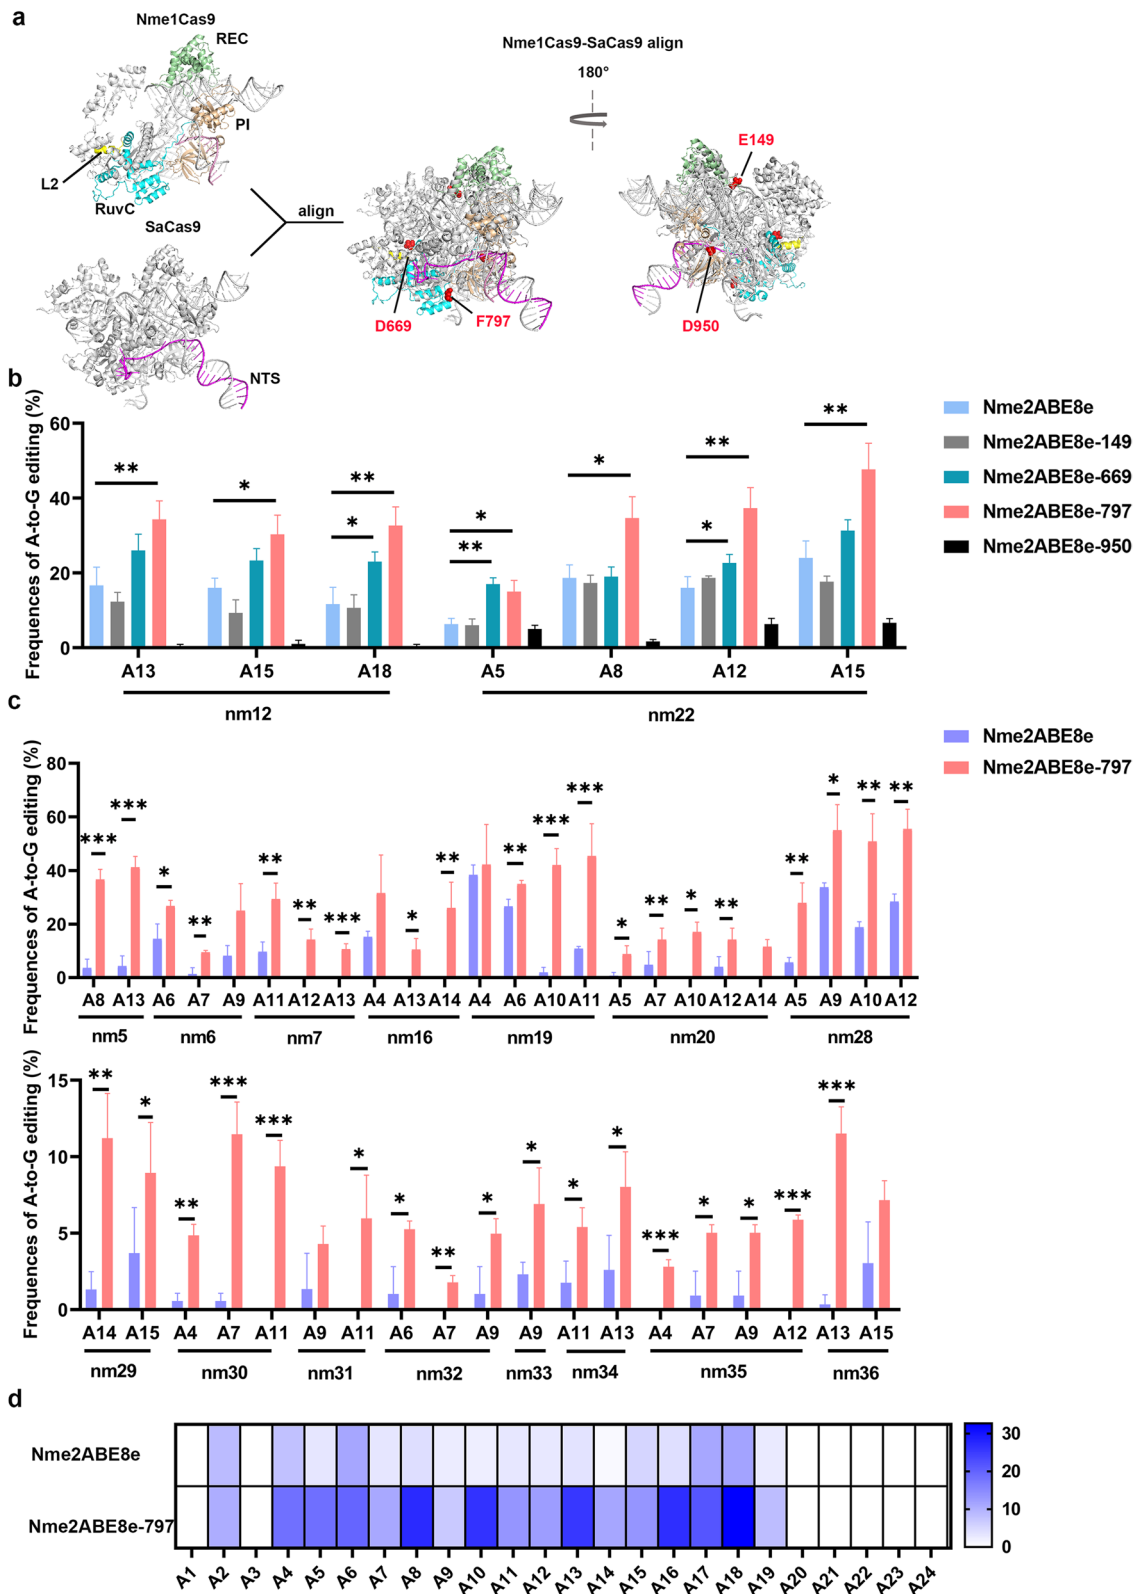 a
Nme1Cas9
REC
PI
L2
RuvC
SaCas9
NTS
align
Nme1Cas9-SaCas9 align
180°
E149
D669
F797
D950
b
Frequences of A-to-G editing (%)
60
40
20
0
** * ** * ** * * ** * **
A13 A15 A18 A5 A8 A12 A15
nm12 nm22
Nme2ABE8e
Nme2ABE8e-149
Nme2ABE8e-669
Nme2ABE8e-797
Nme2ABE8e-950
c
Frequences of A-to-G editing (%)
80
60
40
20
0
*** *** * ** ** ** *** * ** ** *** *** * ** * ** ** * ** **
A8 A13 A6 A7 A9 A11 A12 A13 A4 A13 A14 A4 A6 A10 A11 A5 A7 A10 A12 A14 A5 A9 A10 A12
nm5 nm6 nm7 nm16 nm19 nm20 nm28
Nme2ABE8e
Nme2ABE8e-797
Frequences of A-to-G editing (%)
15
10
5
0
** * ** *** *** * * ** * * * * *** * * *** ***
A14 A15 A4 A7 A11 A9 A11 A6 A7 A9 A9 A11 A13 A4 A7 A9 A12 A13 A15
nm29 nm30 nm31 nm32 nm33 nm34 nm35 nm36
d
Nme2ABE8e
Nme2ABE8e-797
30
20
10
0
A1 A2 A3 A4 A5 A6 A7 A8 A9 A10 A11 A12 A13 A14 A15 A16 A17 A18 A19 A20 A21 A22 A23 A24